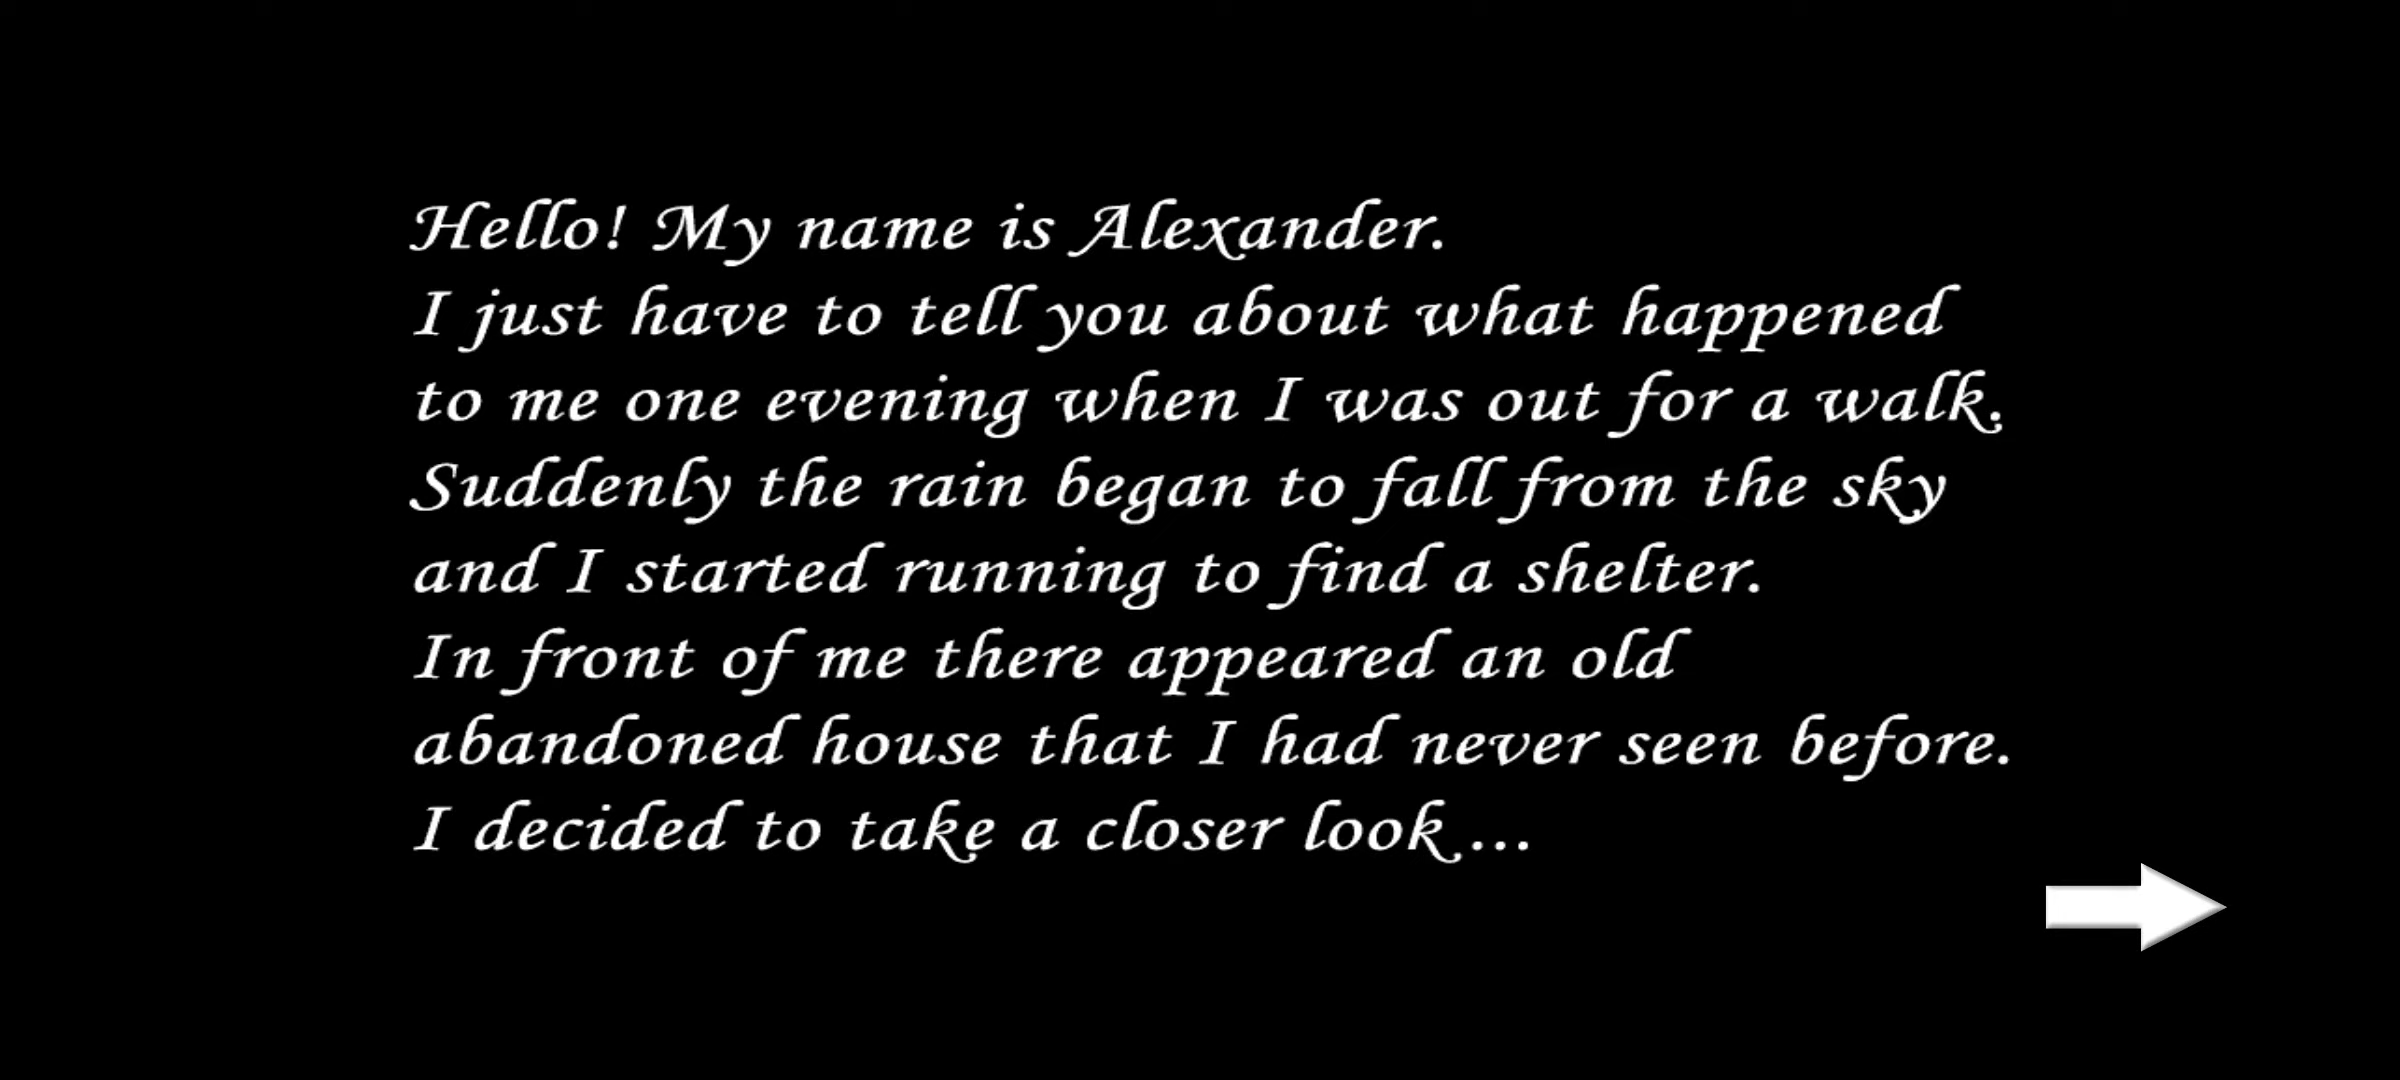 Hello! My name is Alexander.
I just have to tell you about what happened
to me one evening when I was out for a walk.
Suddenly the rain began to fall from the sky
and I started running to find a shelter.
In front of me there appeared an old
abandoned house that I had never seen before.
I decided to take a closer look...